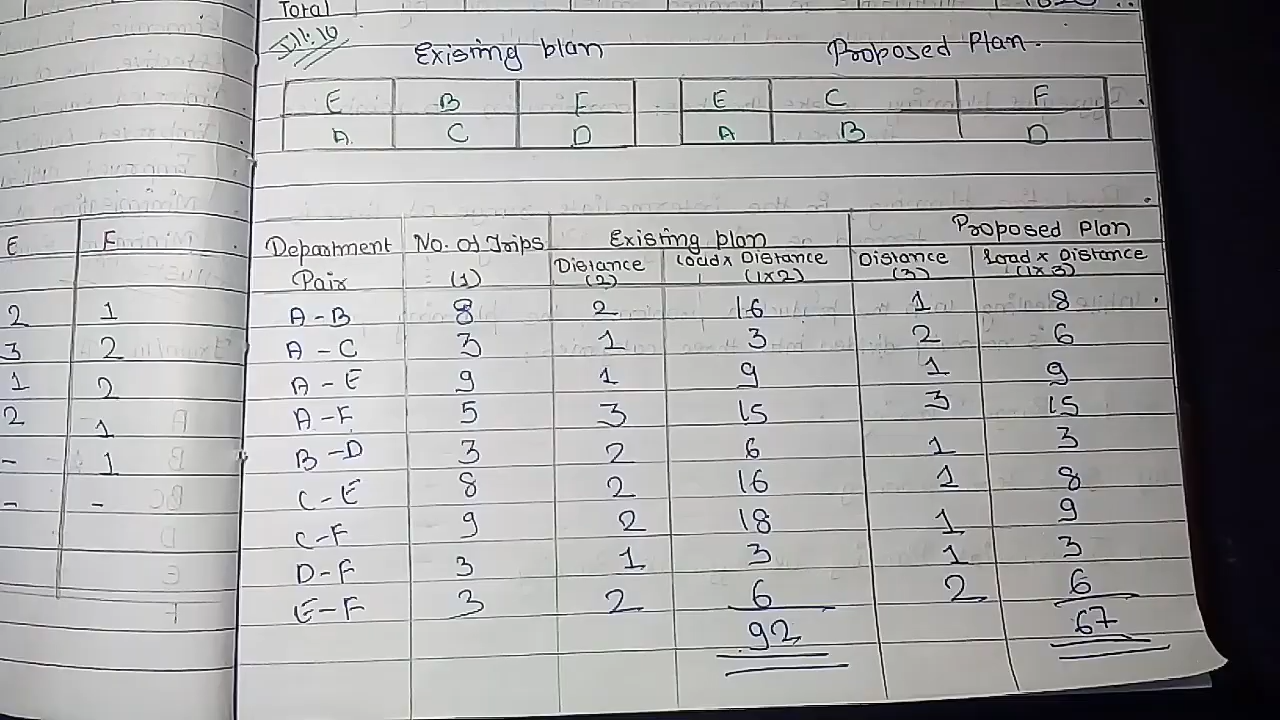 Total
Ill:10
Existing plan Proposed Plan.
E B F E C F
A C D A B D
E F Department No. of Trips Existing plan Proposed plan
Pair (1) Distance Load x Distance Distance Load x Distance
(2) (1x2) (3) (1x3)
2 1 A - B 8 2 16 1 8
3 2 A - C 3 1 3 2 6
1 2 A - E 9 1 9 1 9
2 1 A - F 5 3 15 3 15
- 1 B - D 3 2 6 1 3
- - C - E 8 2 16 1 8
C - F 9 2 18 1 9
D - F 3 1 3 1 3
E - F 3 2 6 2 6
92 67